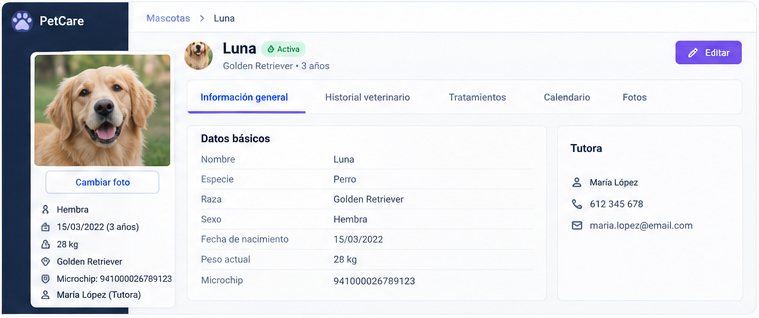 PetCare
Mascotas > Luna
Luna Activa
Golden Retriever • 3 años
Editar
Cambiar foto
Hembra
15/03/2022 (3 años)
28 kg
Golden Retriever
Microchip: 941000026789123
María López (Tutora)
Información general
Historial veterinario
Tratamientos
Calendario
Fotos
Datos básicos
Nombre Luna
Especie Perro
Raza Golden Retriever
Sexo Hembra
Fecha de nacimiento 15/03/2022
Peso actual 28 kg
Microchip 941000026789123
Tutora
María López
612 345 678
maria.lopez@email.com